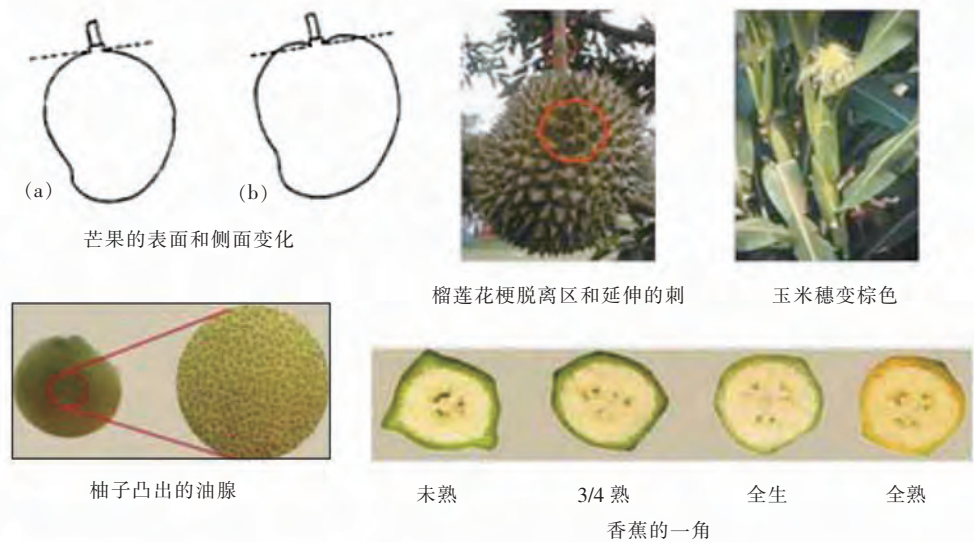 (a)
(b)
芒果的表面和侧面变化
榴莲花梗脱离区和延伸的刺
玉米穗变棕色
柚子凸出的油腺
未熟
3/4 熟
全生
全熟
香蕉的一角